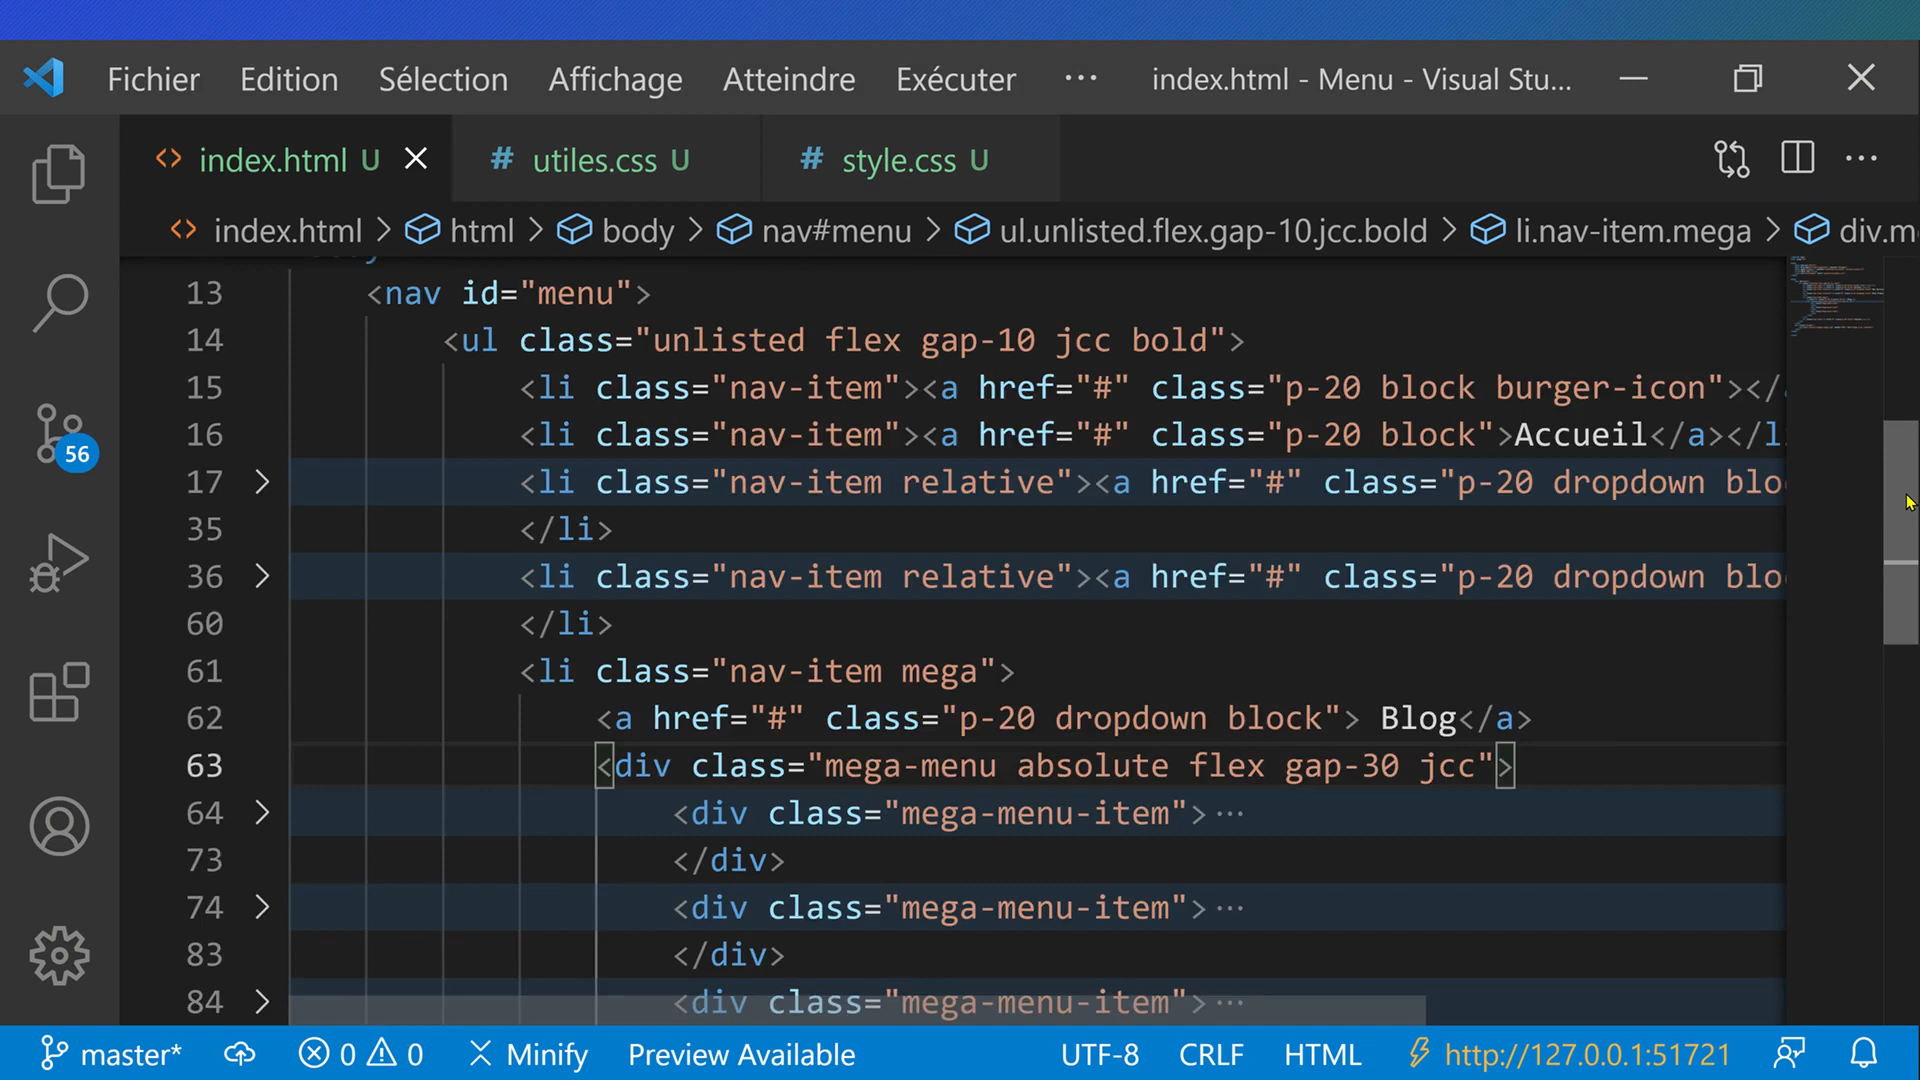 Fichier Edition Sélection Affichage Atteindre Exécuter ··· index.html - Menu - Visual Stu...
index.html U # utiles.css U # style.css U
index.html > html > body > nav#menu > ul.unlisted.flex.gap-10.jcc.bold > li.nav-item.mega > div.m
13 <nav id="menu">
14 <ul class="unlisted flex gap-10 jcc bold">
15 <li class="nav-item"><a href="#" class="p-20 block burger-icon"></
16 <li class="nav-item"><a href="#" class="p-20 block">Accueil</a></l
17 <li class="nav-item relative"><a href="#" class="p-20 dropdown blo
35 </li>
36 <li class="nav-item relative"><a href="#" class="p-20 dropdown blo
60 </li>
61 <li class="nav-item mega">
62 <a href="#" class="p-20 dropdown block"> Blog</a>
63 <div class="mega-menu absolute flex gap-30 jcc">
64 <div class="mega-menu-item">···
73 </div>
74 <div class="mega-menu-item">···
83 </div>
84 <div class="mega-menu-item">···
56
master* 0 0 Minify Preview Available UTF-8 CRLF HTML http://127.0.0.1:51721